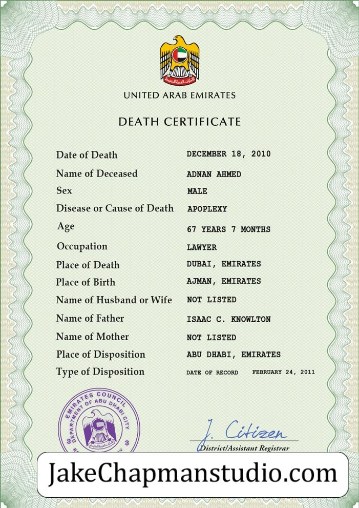 UNITED ARAB EMIRATES
DEATH CERTIFICATE
Date of Death DECEMBER 18, 2010
Name of Deceased ADNAN AHMED
Sex MALE
Disease or Cause of Death APOPLEXY
Age 67 YEARS 7 MONTHS
Occupation LAWYER
Place of Death DUBAI, EMIRATES
Place of Birth AJMAN, EMIRATES
Name of Husband or Wife NOT LISTED
Name of Father ISAAC C. KNOWLTON
Name of Mother NOT LISTED
Place of Disposition ABU DHABI, EMIRATES
Type of Disposition DATE OF RECORD FEBRUARY 24, 2011
EMIRATES COUNCIL
DEPARTMENT OF ABU DHABI CITY
J. Citizen
District/Assistant Registrar
JakeChapmanstudio.com